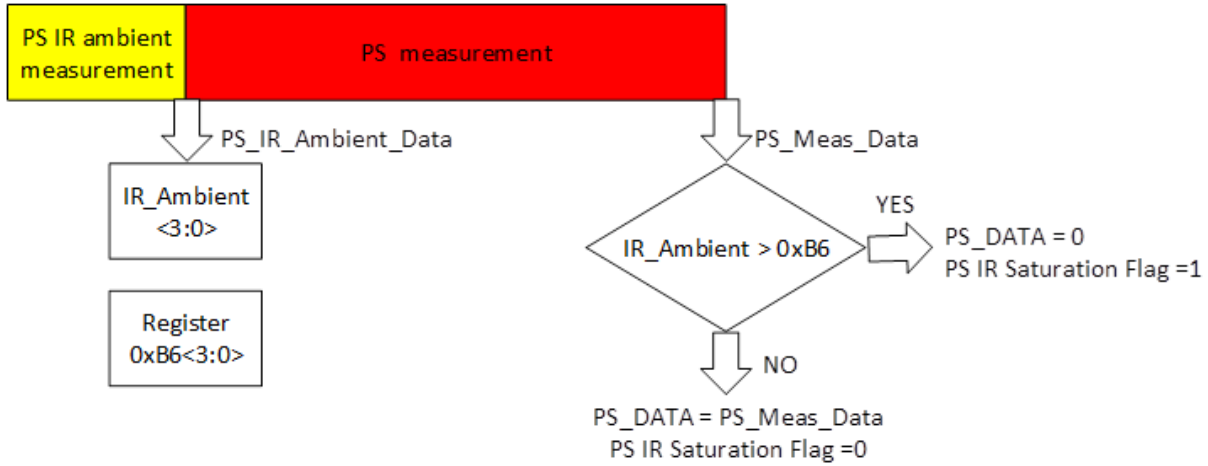 PS IR ambient
measurement
PS measurement
PS_IR_Ambient_Data
PS_Meas_Data
IR_Ambient
<3:0>
IR_Ambient > 0xB6
YES
PS_DATA = 0
PS IR Saturation Flag =1
Register
0xB6<3:0>
NO
PS_DATA = PS_Meas_Data
PS IR Saturation Flag =0